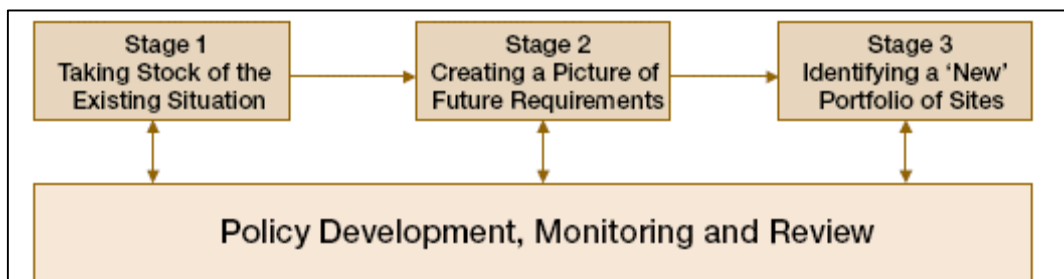 Stage 1
Taking Stock of the
Existing Situation
Stage 2
Creating a Picture of
Future Requirements
Stage 3
Identifying a ‘New’
Portfolio of Sites
Policy Development, Monitoring and Review